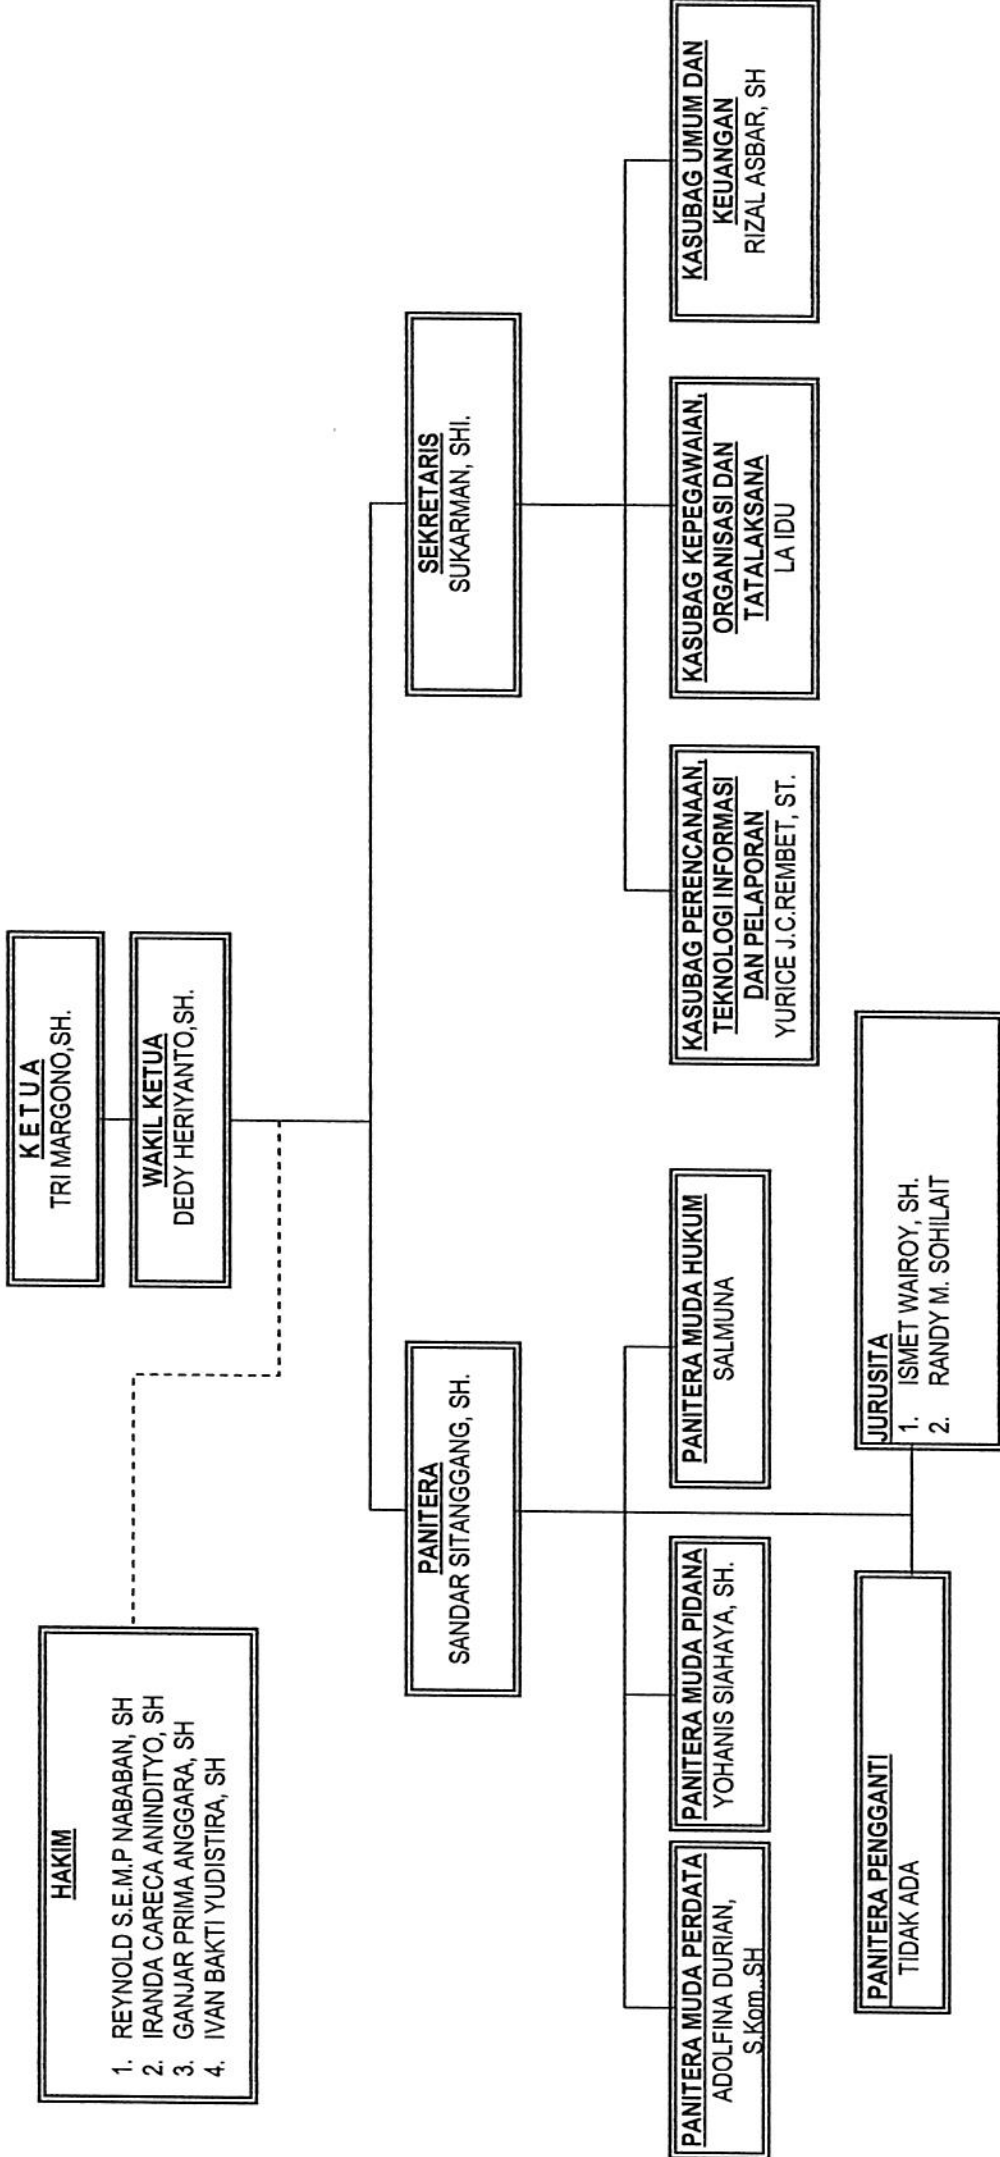 K E T U A
TRI MARGONO,SH.
WAKIL KETUA
DEDY HERIYANTO,SH.
HAKIM
1. REYNOLD S.E.M.P NABABAN, SH
2. IRANDA CARECA ANINDITYO, SH
3. GANJAR PRIMA ANGGARA, SH
4. IVAN BAKTI YUDISTIRA, SH
PANITERA
SANDAR SITANGGANG, SH.
SEKRETARIS
SUKARMAN, SHI.
PANITERA MUDA PERDATA
ADOLFINA DURIAN,
S.Kom.,SH
PANITERA MUDA PIDANA
YOHANIS SIAHAYA, SH.
PANITERA MUDA HUKUM
SALMUNA
KASUBAG PERENCANAAN,
TEKNOLOGI INFORMASI
DAN PELAPORAN
YURICE J.C.REMBET, ST.
KASUBAG KEPEGAWAIAN,
ORGANISASI DAN
TATALAKSANA
LA IDU
KASUBAG UMUM DAN
KEUANGAN
RIZAL ASBAR, SH
PANITERA PENGGANTI
TIDAK ADA
JURUSITA
1. ISMET WAIROY, SH.
2. RANDY M. SOHILAIT